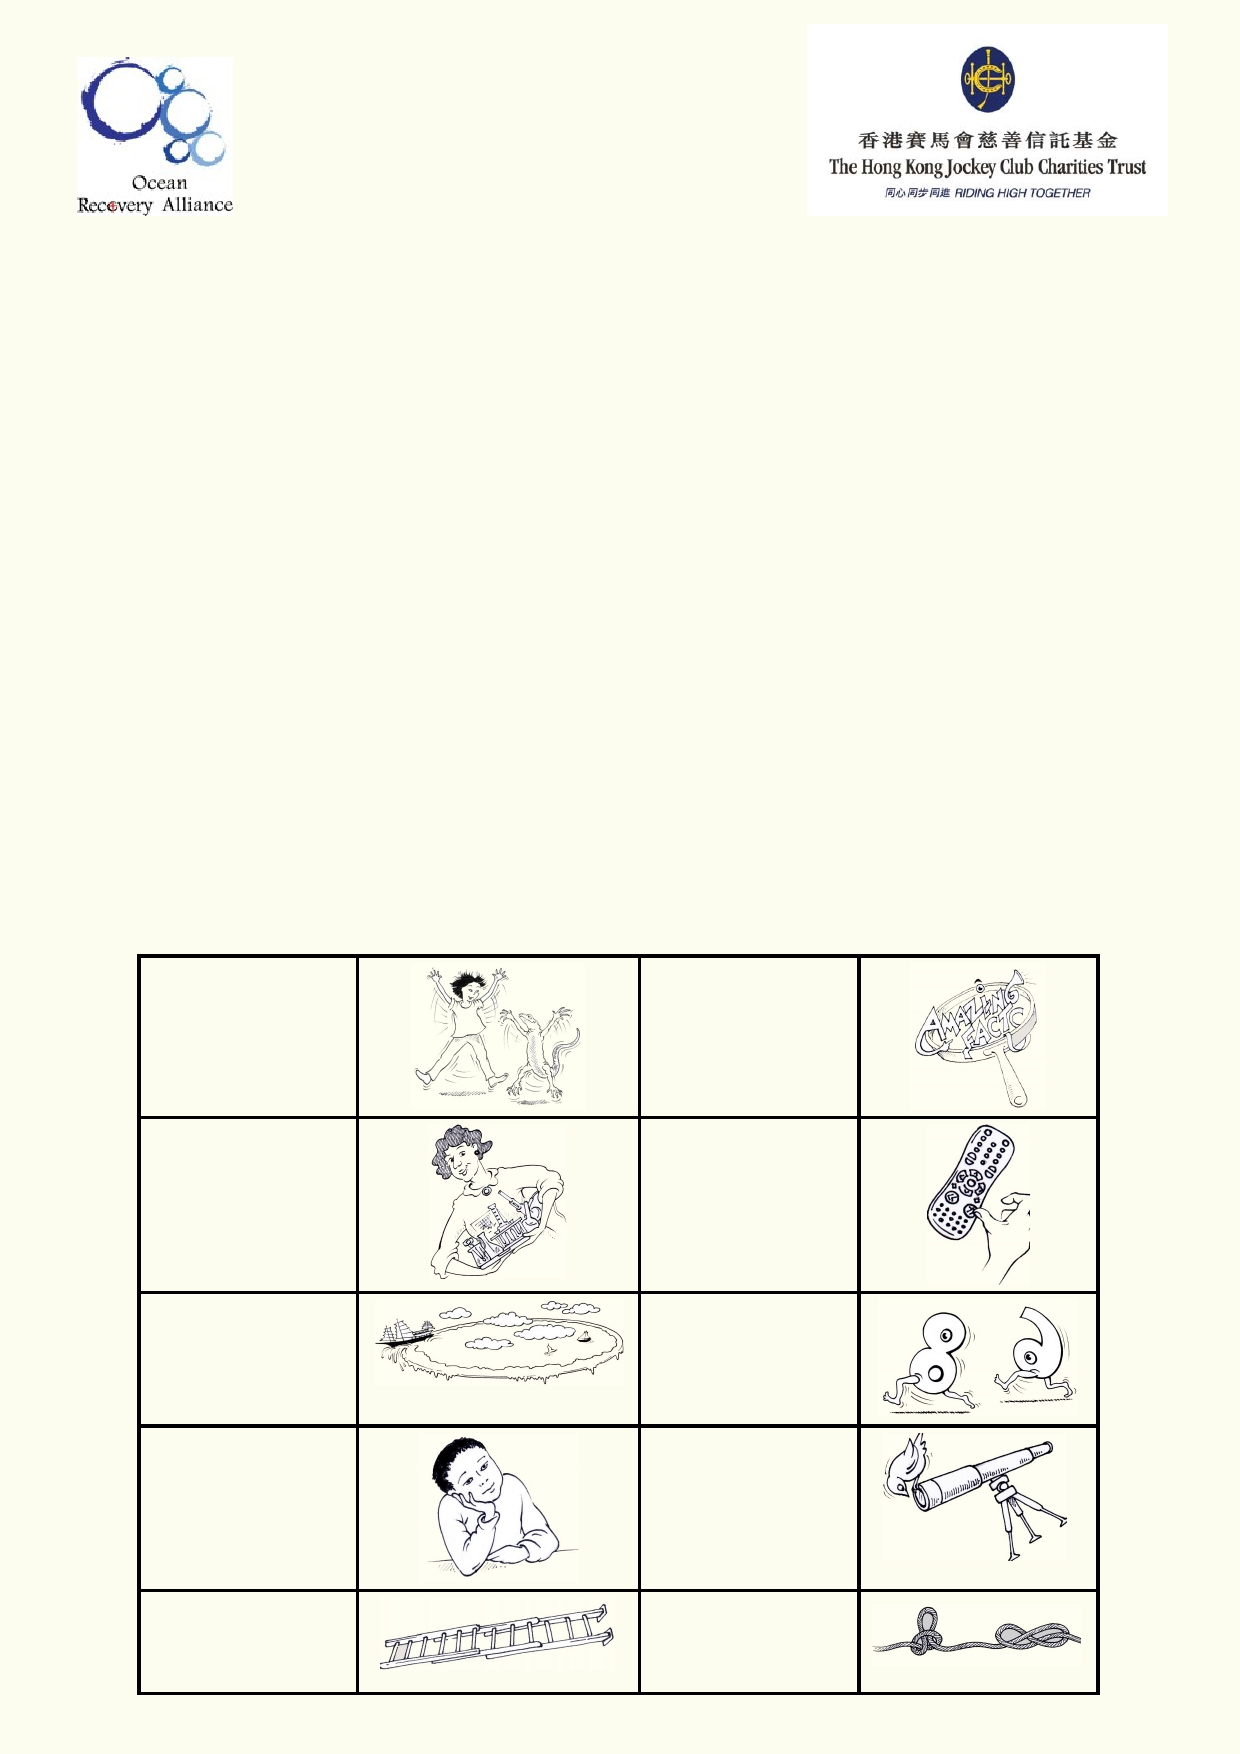 Ocean
Recovery Alliance
香港賽馬會慈善信託基金
The Hong Kong Jockey Club Charities Trust
同心同步同進 RIDING HIGH TOGETHER
AMAZING
FACTS